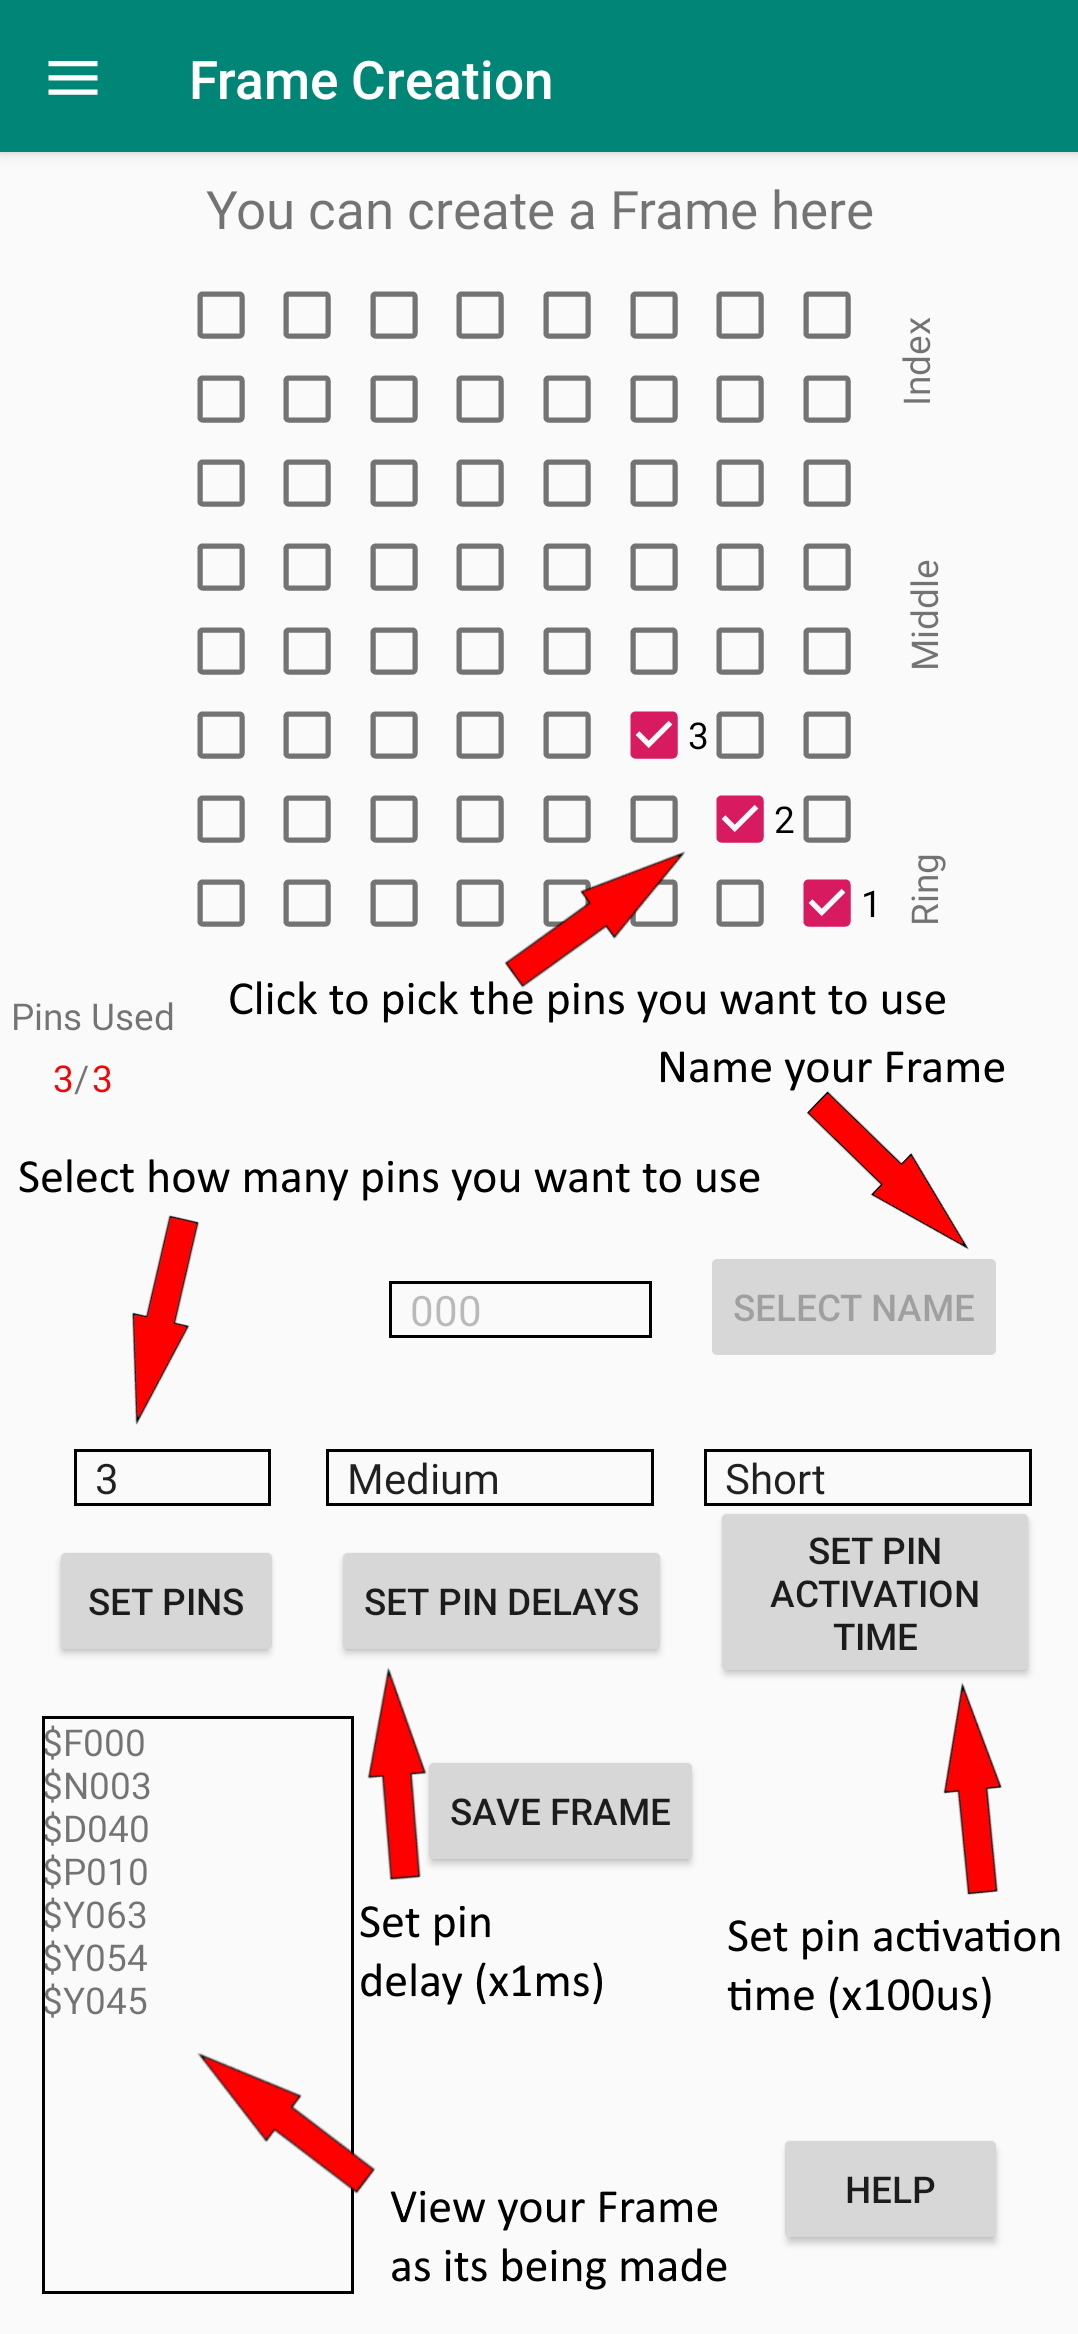 Frame Creation
You can create a Frame here
Index
Middle
3
2
Ring
1
Click to pick the pins you want to use
Pins Used
3/3
Name your Frame
Select how many pins you want to use
000
SELECT NAME
3
Medium
Short
SET PINS
SET PIN DELAYS
SET PIN
ACTIVATION
TIME
$F000
$N003
$D040
$P010
$Y063
$Y054
$Y045
SAVE FRAME
Set pin
delay (x1ms)
Set pin activation
time (x100us)
View your Frame
as its being made
HELP